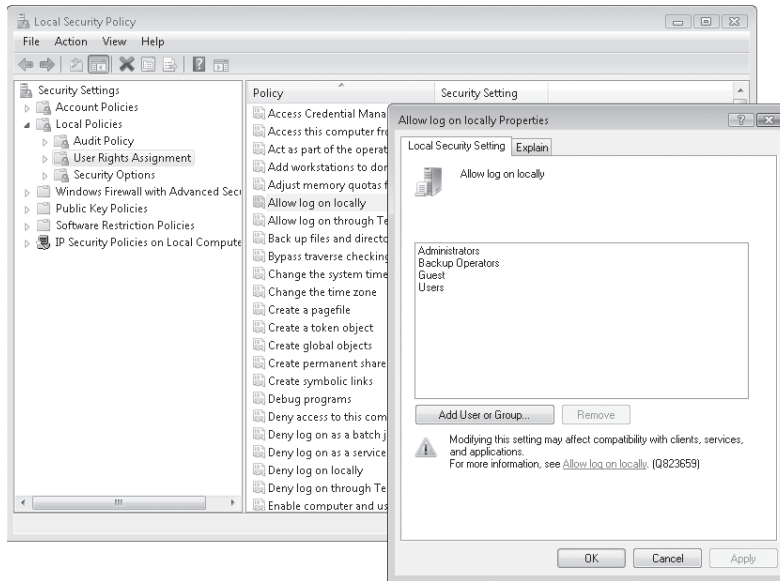 Local Security Policy
File Action View Help
Security Settings
Account Policies
Local Policies
Audit Policy
User Rights Assignment
Security Options
Windows Firewall with Advanced Secu
Public Key Policies
Software Restriction Policies
IP Security Policies on Local Compute
Policy Security Setting
Access Credential Mana
Access this computer fro
Act as part of the operat
Add workstations to dor
Adjust memory quotas f
Allow log on locally
Allow log on through Te
Back up files and directo
Bypass traverse checking
Change the system time
Change the time zone
Create a pagefile
Create a token object
Create global objects
Create permanent share
Create symbolic links
Debug programs
Deny access to this com
Deny log on as a batch j
Deny log on as a service
Deny log on locally
Deny log on through Te
Enable computer and us
Allow log on locally Properties
Local Security Setting Explain
Allow log on locally
Administrators
Backup Operators
Guest
Users
Add User or Group... Remove
Modifying this setting may affect compatibility with clients, services,
and applications.
For more information, see Allow log on locally. (Q823659)
OK Cancel Apply